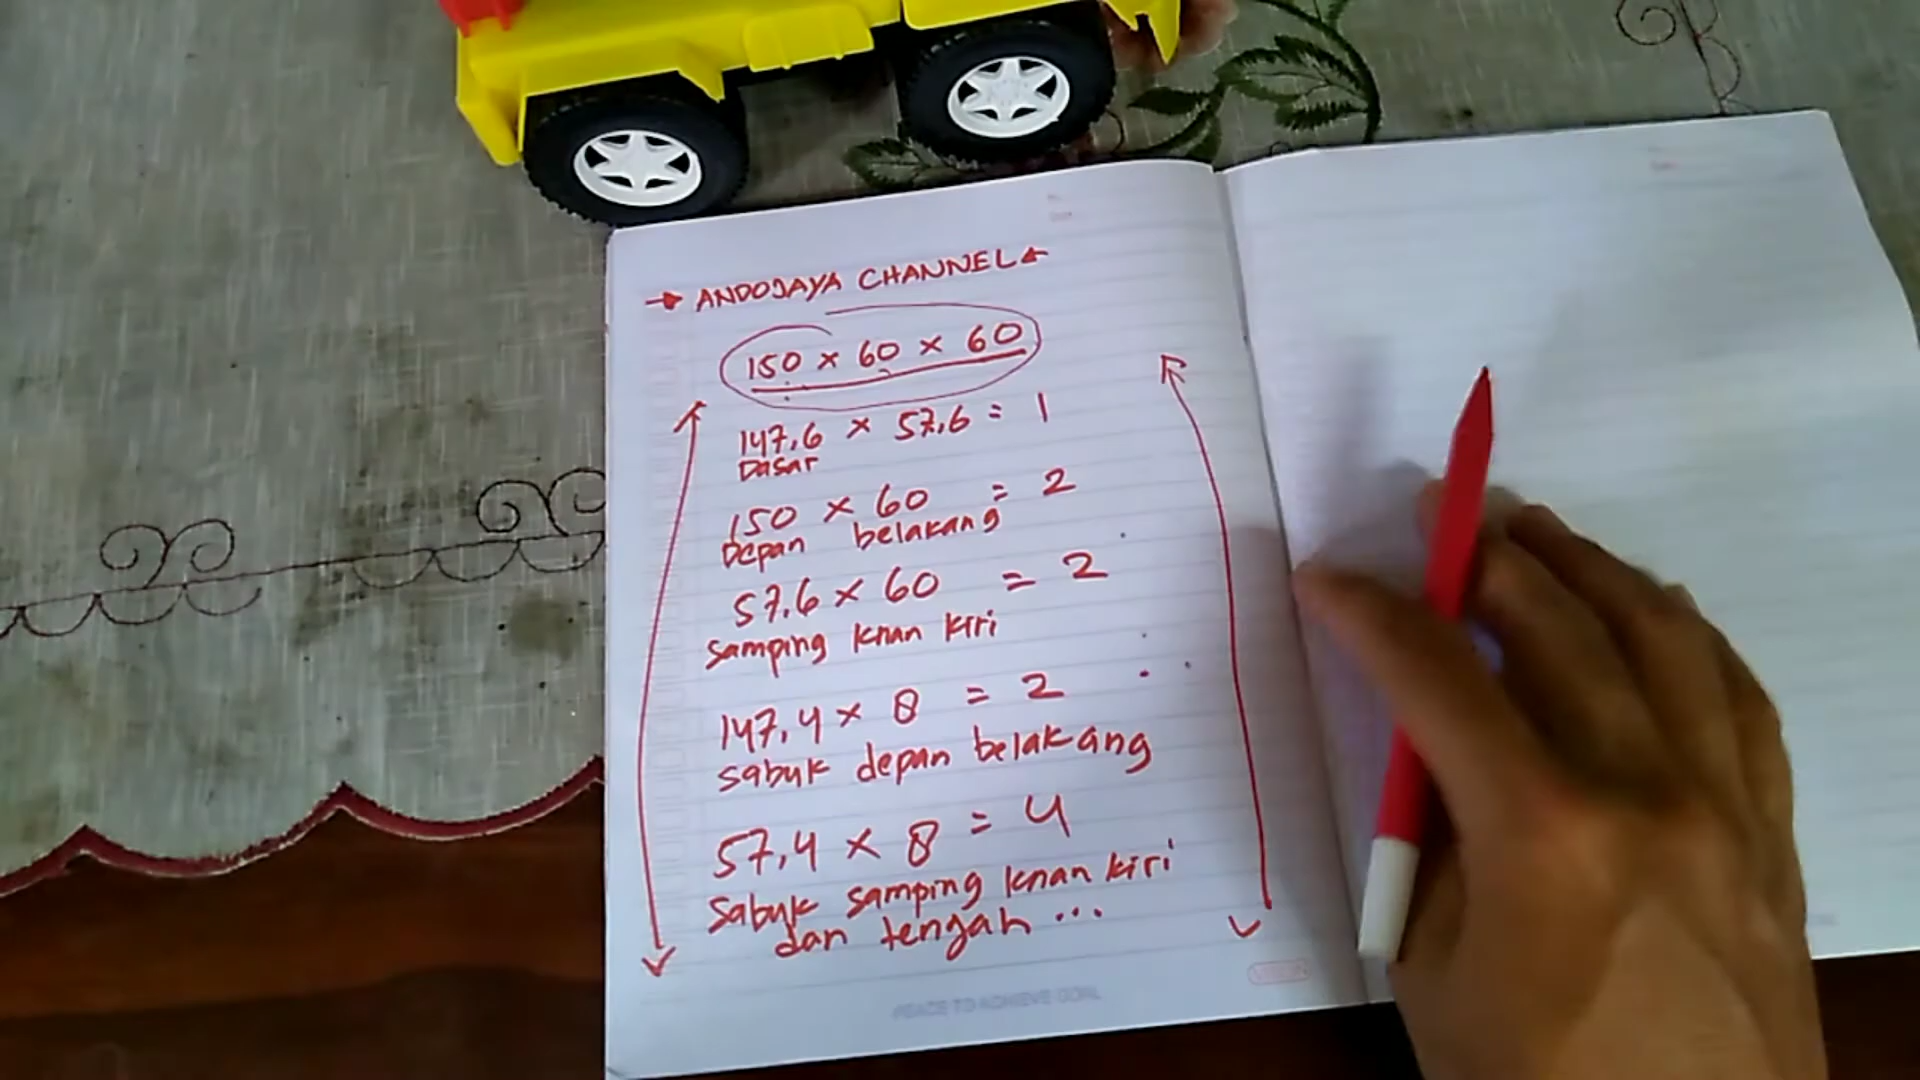 ANDOJAYA CHANNEL
150 x 60 x 60
147,6 x 57,6 = 1
Dasar
150 x 60 = 2
Depan belakang
57,6 x 60 = 2
samping knan kiri
147,4 x 8 = 2
sabuk depan belakang
57,4 x 8 = 4
sabuk samping knan kiri
dan tengah ...
VISION